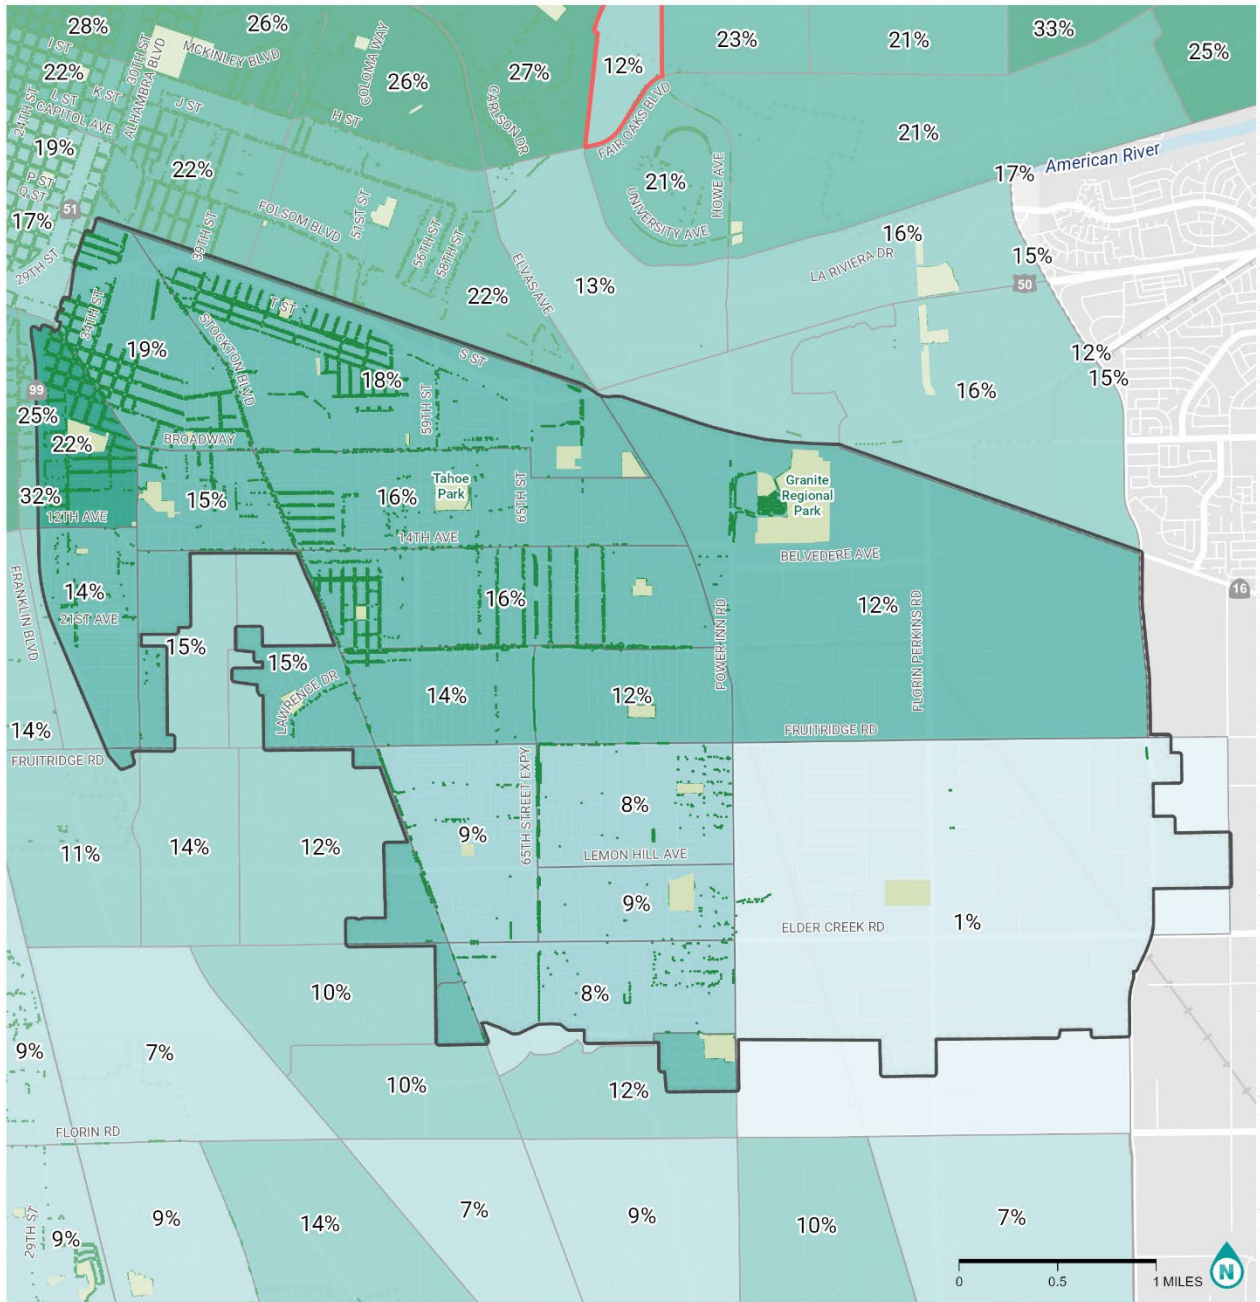 28%
26%
23%
21%
33%
25%
I ST
30TH ST
ALHAMBRA BLVD
MCKINLEY BLVD
COLOMA WAY
22%
26%
27%
12%
L ST
K ST
J ST
H ST
24TH ST
CAPITOL AVE
CARLSON DR
FAIR OAKS BLVD
21%
19%
22%
American River
P ST
Q ST
17%
17%
51
39TH ST
FOLSOM BLVD
51ST ST
56TH ST
58TH ST
21%
HOWE AVE
UNIVERSITY AVE
16%
15%
29TH ST
ELVAS AVE
LA RIVIERA DR
50
22%
13%
T ST
34TH ST
STOCKTON BLVD
19%
S ST
12%
99
18%
59TH ST
16%
15%
25%
22%
BROADWAY
32%
15%
16%
Tahoe
Park
65TH ST
Granite
Regional
Park
12TH AVE
14TH AVE
BELVEDERE AVE
FRANKLIN BLVD
14%
16%
12%
16
21ST AVE
POWER INN RD
FLORIN PERKINS RD
15%
15%
LAWRENCE DR
14%
12%
14%
FRUITRIDGE RD
FRUITRIDGE RD
65TH STREET EXPY
8%
9%
11%
14%
12%
LEMON HILL AVE
9%
ELDER CREEK RD
1%
10%
8%
9%
7%
10%
12%
FLORIN RD
29TH ST
9%
9%
14%
7%
9%
10%
7%
0
0.5
1 MILES
N